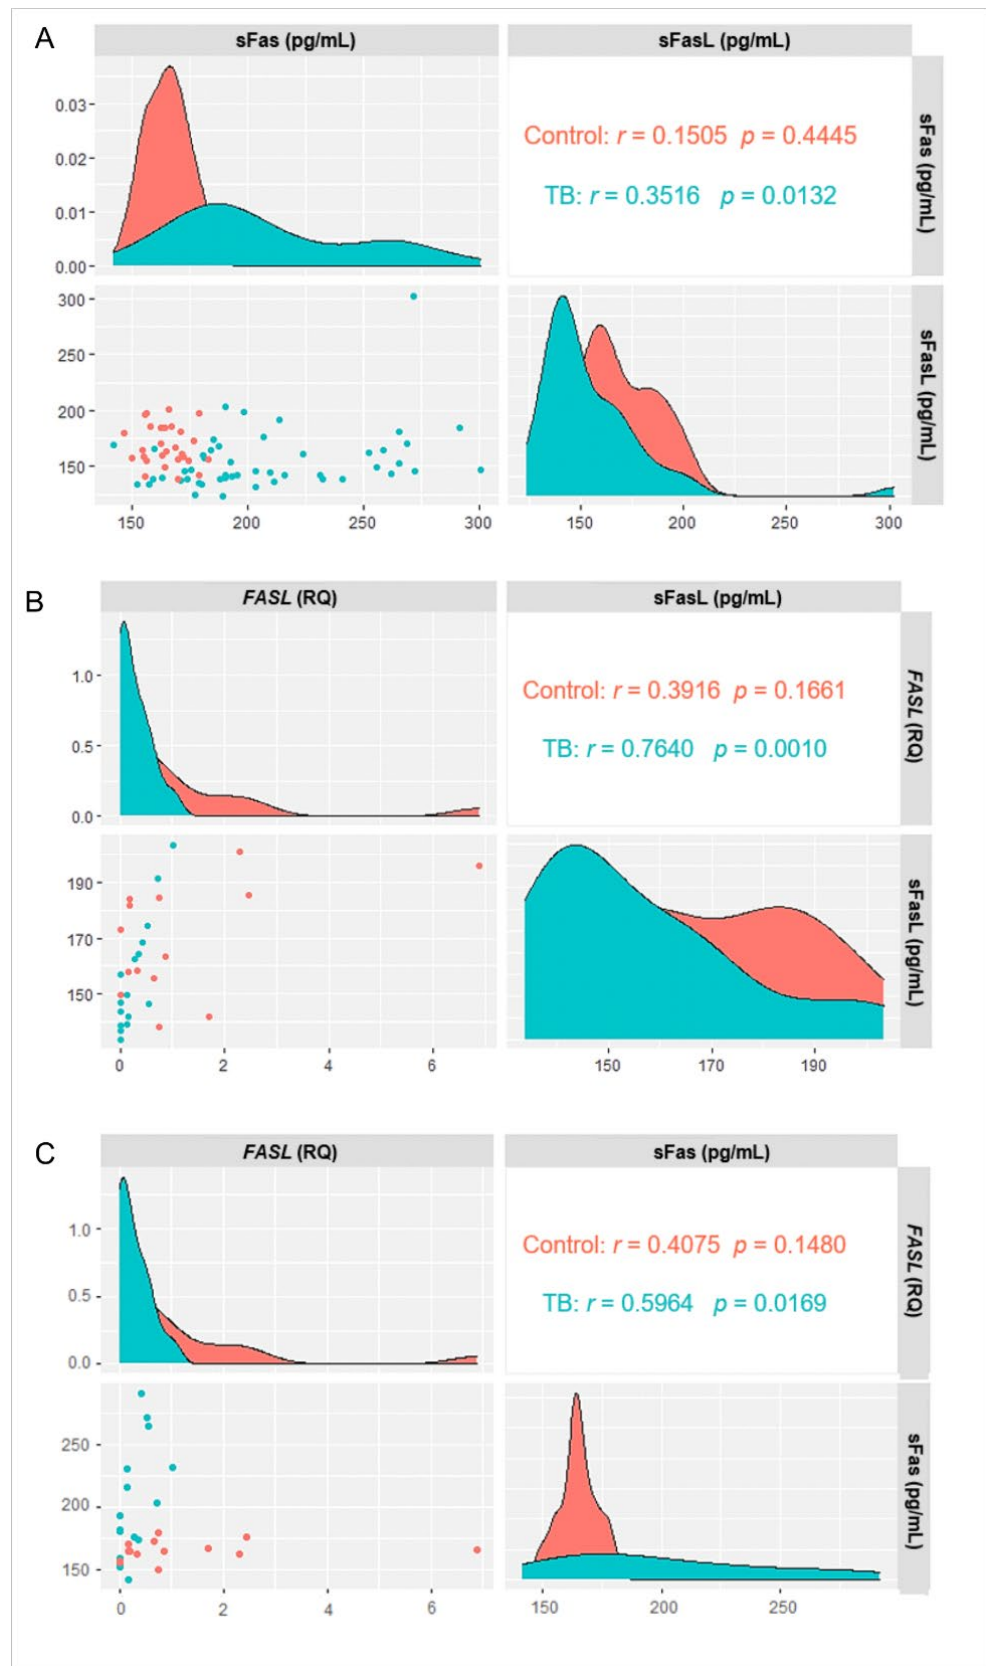 A
sFas (pg/mL)
sFasL (pg/mL)
0.03
0.02
0.01
0.00
Control: r = 0.1505 p = 0.4445
TB: r = 0.3516 p = 0.0132
sFas (pg/mL)
300
250
200
150
sFasL (pg/mL)
150 200 250 300
150 200 250 300
B
FASL (RQ)
sFasL (pg/mL)
1.0
0.5
0.0
Control: r = 0.3916 p = 0.1661
TB: r = 0.7640 p = 0.0010
FASL (RQ)
190
170
150
sFasL (pg/mL)
0 2 4 6
150 170 190
C
FASL (RQ)
sFas (pg/mL)
1.0
0.5
0.0
Control: r = 0.4075 p = 0.1480
TB: r = 0.5964 p = 0.0169
FASL (RQ)
250
200
150
sFas (pg/mL)
0 2 4 6
150 200 250